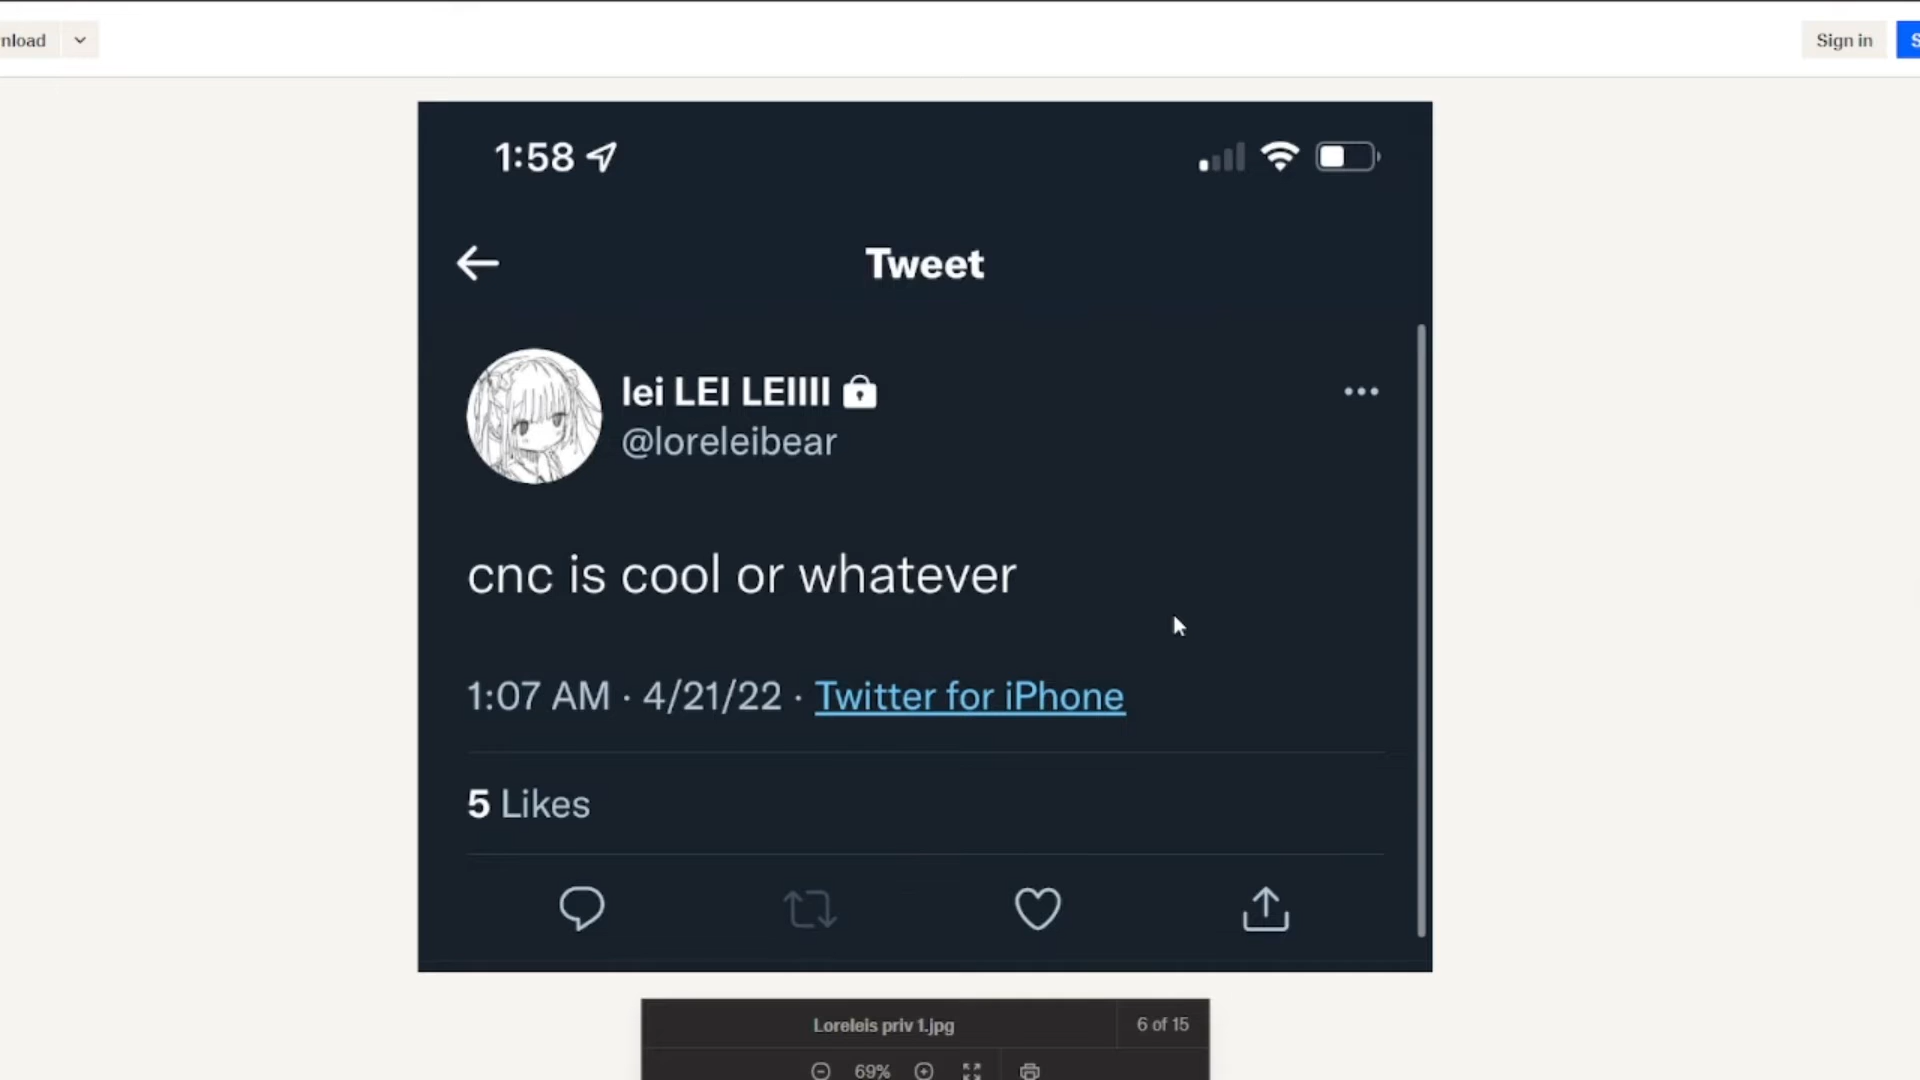 nload
Sign in
S
1:58
Tweet
lei LEI LEIIII
@loreleibear
cnc is cool or whatever
1:07 AM · 4/21/22 · Twitter for iPhone
5 Likes
Loreleis priv 1.jpg
6 of 15
69%